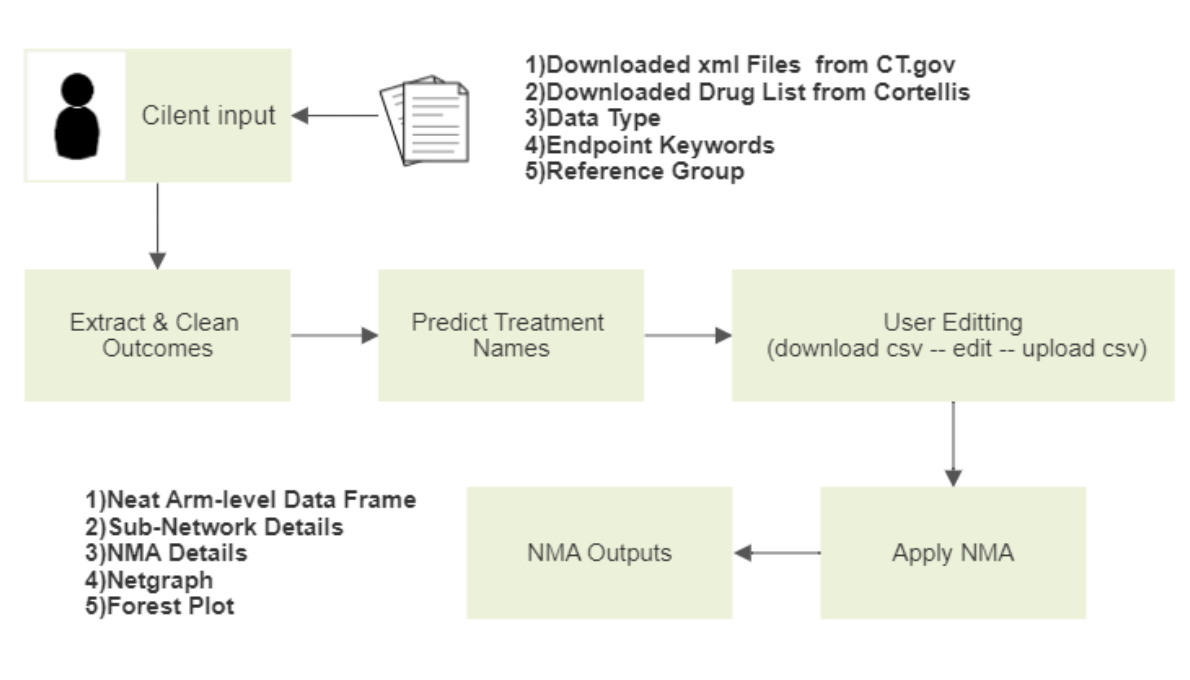 Cilent input
1)Downloaded xml Files from CT.gov
2)Downloaded Drug List from Cortellis
3)Data Type
4)Endpoint Keywords
5)Reference Group
Extract & Clean
Outcomes
Predict Treatment
Names
User Editting
(download csv -- edit -- upload csv)
1)Neat Arm-level Data Frame
2)Sub-Network Details
3)NMA Details
4)Netgraph
5)Forest Plot
NMA Outputs
Apply NMA